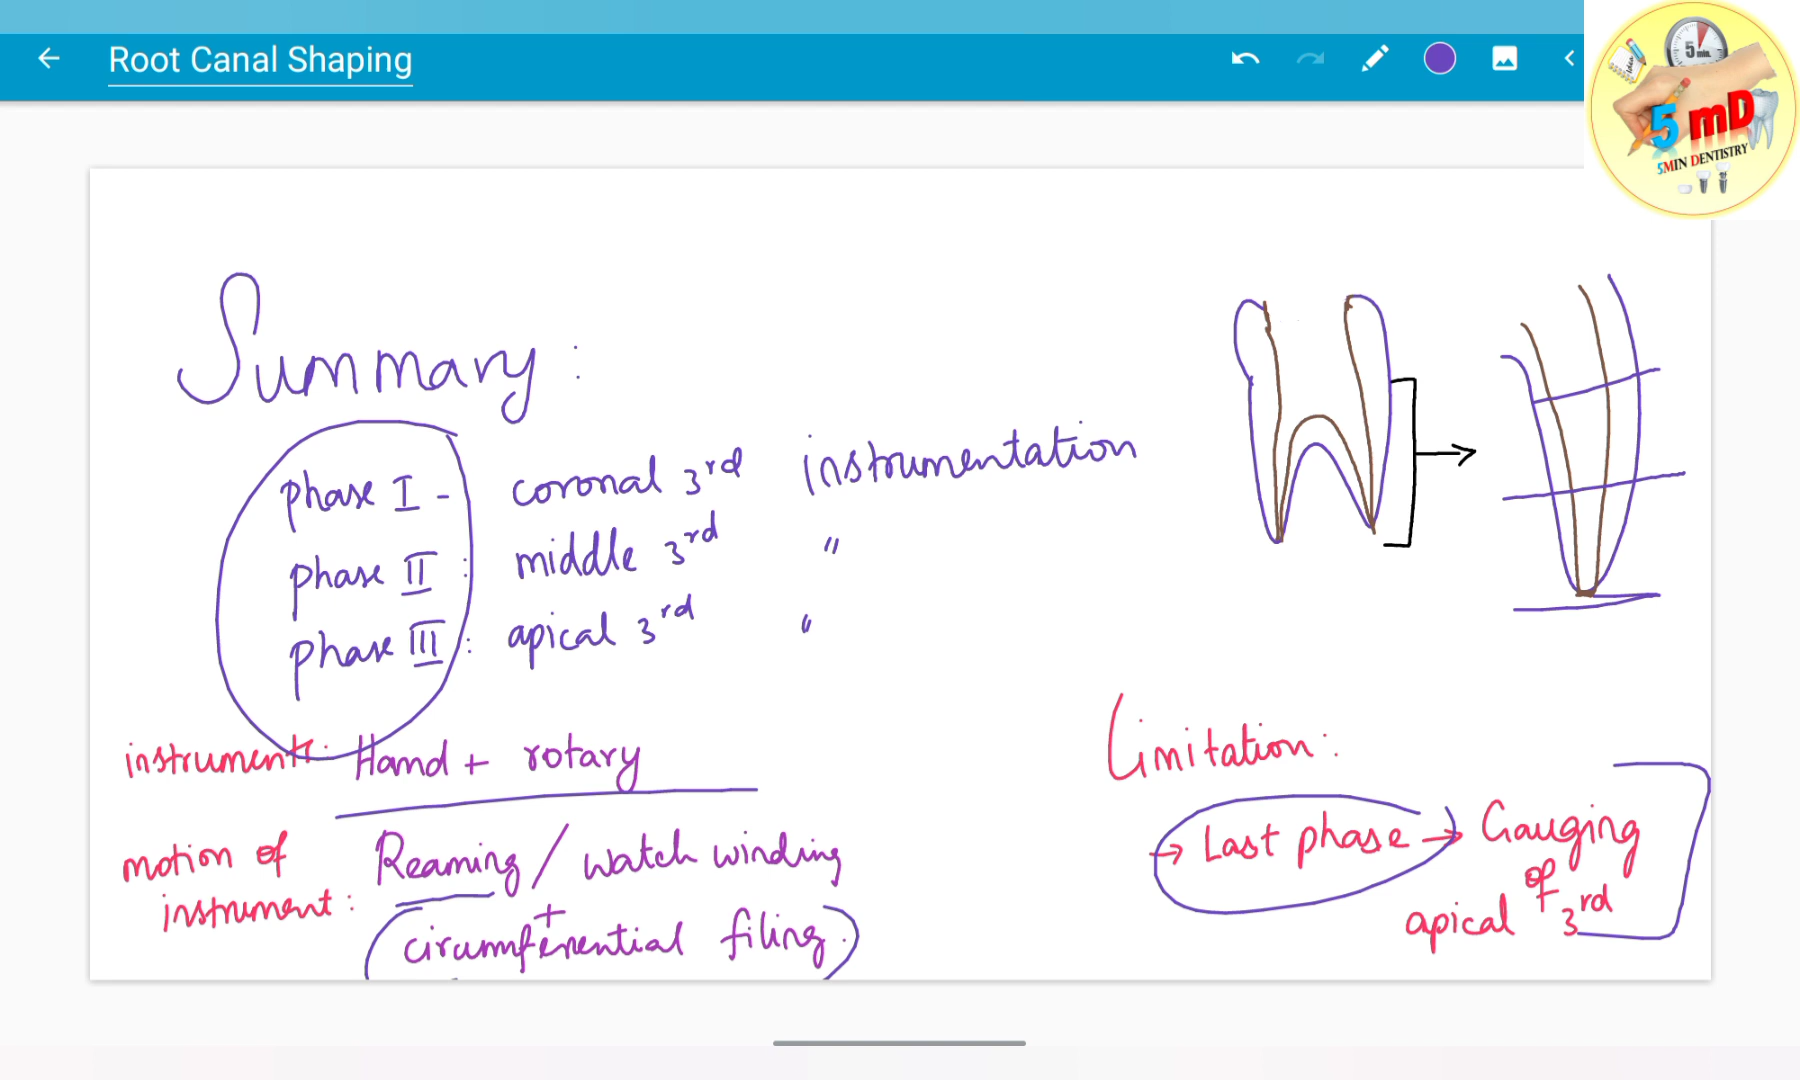 Root Canal Shaping
5 min.
Idea
5 mD
5MIN DENTISTRY
Summary:
phase I - coronal 3rd instrumentation
phase II : middle 3rd "
phase III : apical 3rd "
instrument: Hand + rotary
motion of instrument: Reaming / watch winding
+
circumferential filing.
Limitation:
→ Last phase → Gauging
of
apical 3rd